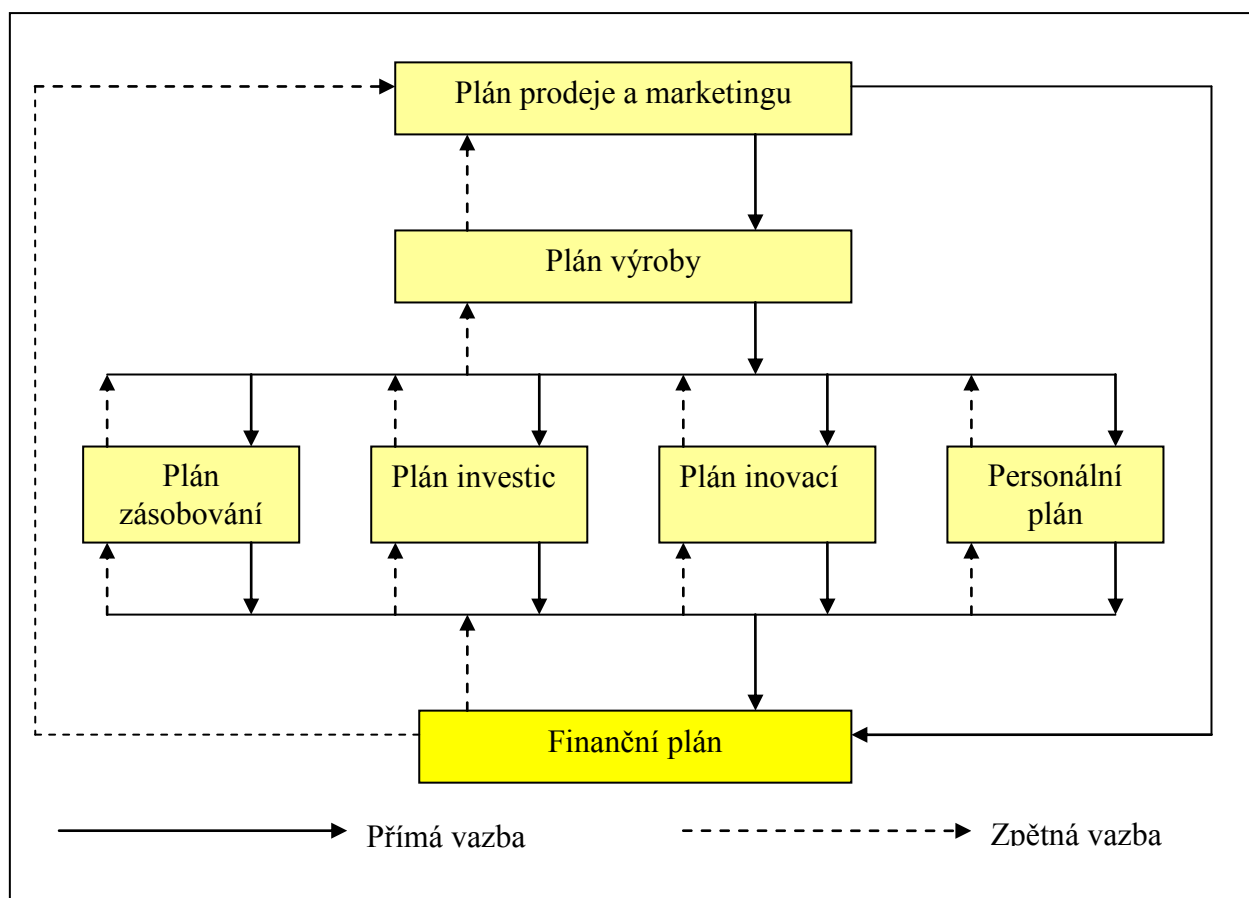 Plán prodeje a marketingu
Plán výroby
Plán
zásobování
Plán investic
Plán inovací
Personální
plán
Finanční plán
Přímá vazba
Zpětná vazba